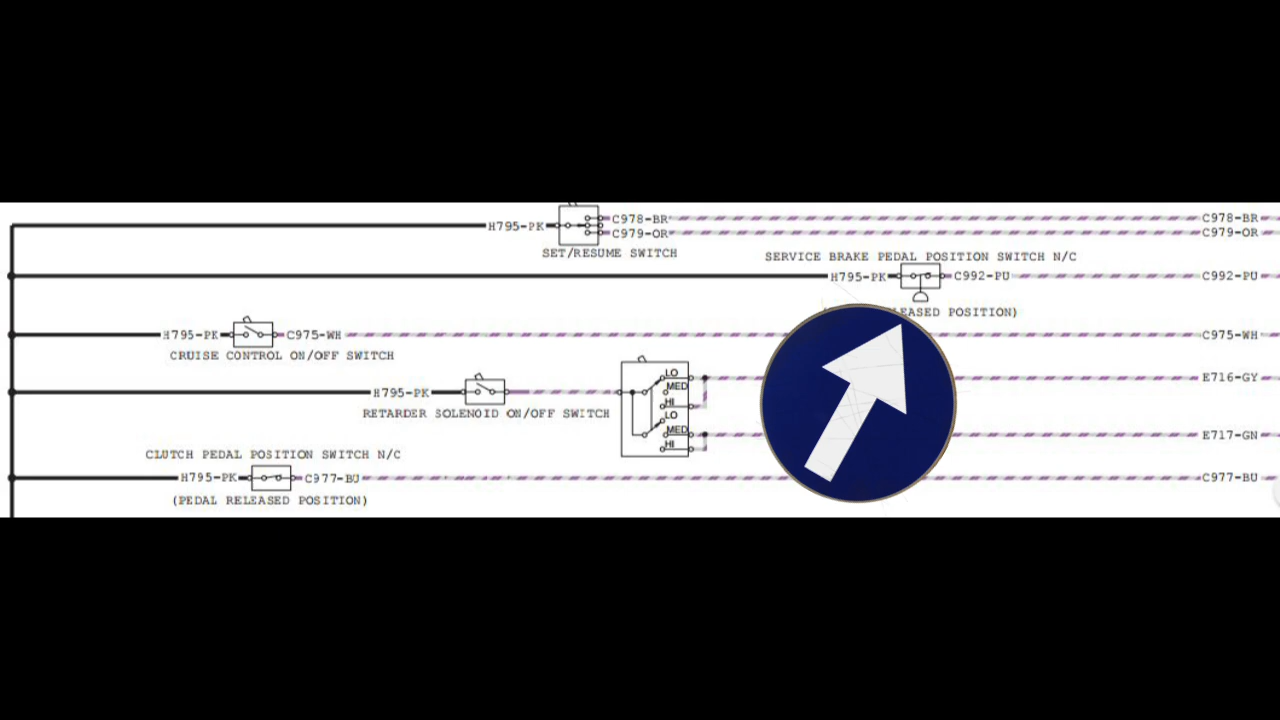 H795-PK C978-BR C978-BR
C979-OR C979-OR
SET/RESUME SWITCH
SERVICE BRAKE PEDAL POSITION SWITCH N/C
H795-PK C992-PU C992-PU
POSITION)
H795-PK C975-WH C975-WH
CRUISE CONTROL ON/OFF SWITCH
LO E716-GY
MED
H795-PK
HI
RETARDER SOLENOID ON/OFF SWITCH LO
MED E717-GN
HI
CLUTCH PEDAL POSITION SWITCH N/C
H795-PK C977-BU C977-BU
(PEDAL RELEASED POSITION)